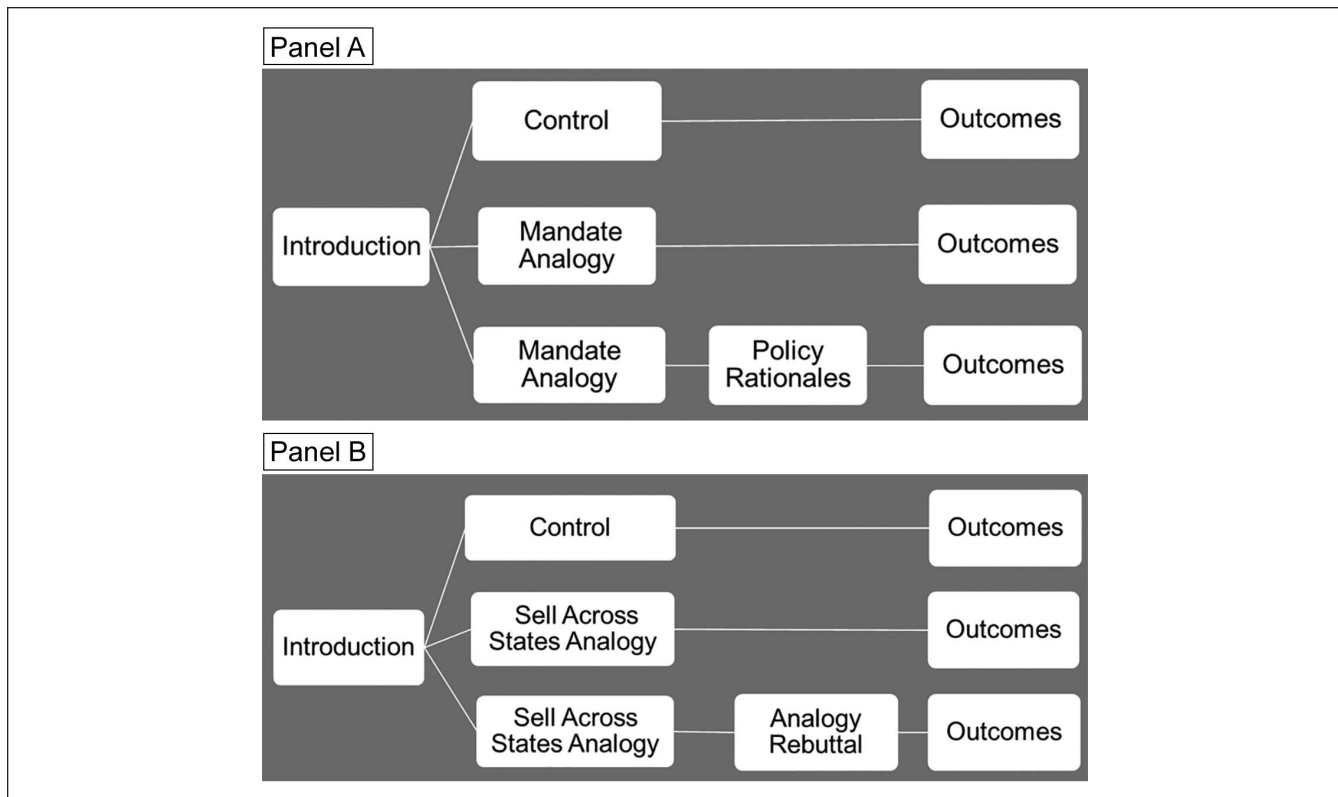 Panel A
Control
Outcomes
Introduction
Mandate
Analogy
Outcomes
Mandate
Analogy
Policy
Rationales
Outcomes
Panel B
Control
Outcomes
Introduction
Sell Across
States Analogy
Outcomes
Sell Across
States Analogy
Analogy
Rebuttal
Outcomes